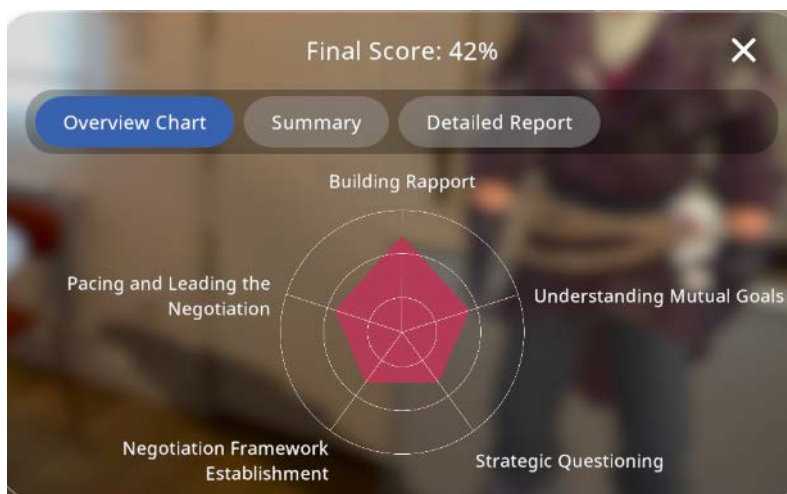 Final Score: 42%
Overview Chart
Summary
Detailed Report
Building Rapport
Pacing and Leading the
Negotiation
Understanding Mutual Goals
Negotiation Framework
Establishment
Strategic Questioning